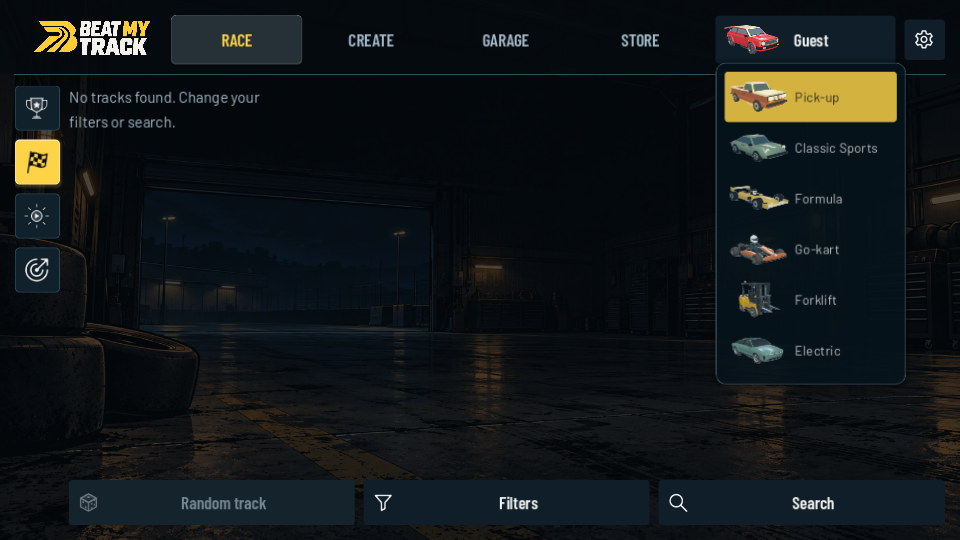 BEAT MY
TRACK
RACE
CREATE
GARAGE
STORE
Guest
No tracks found. Change your
filters or search.
Pick-up
Classic Sports
Formula
Go-kart
Forklift
Electric
Random track
Filters
Search